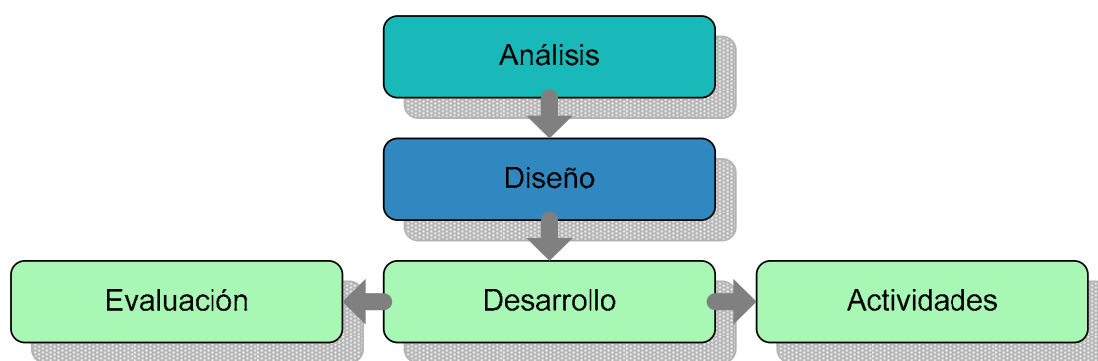 Análisis
Diseño
Evaluación
Desarrollo
Actividades